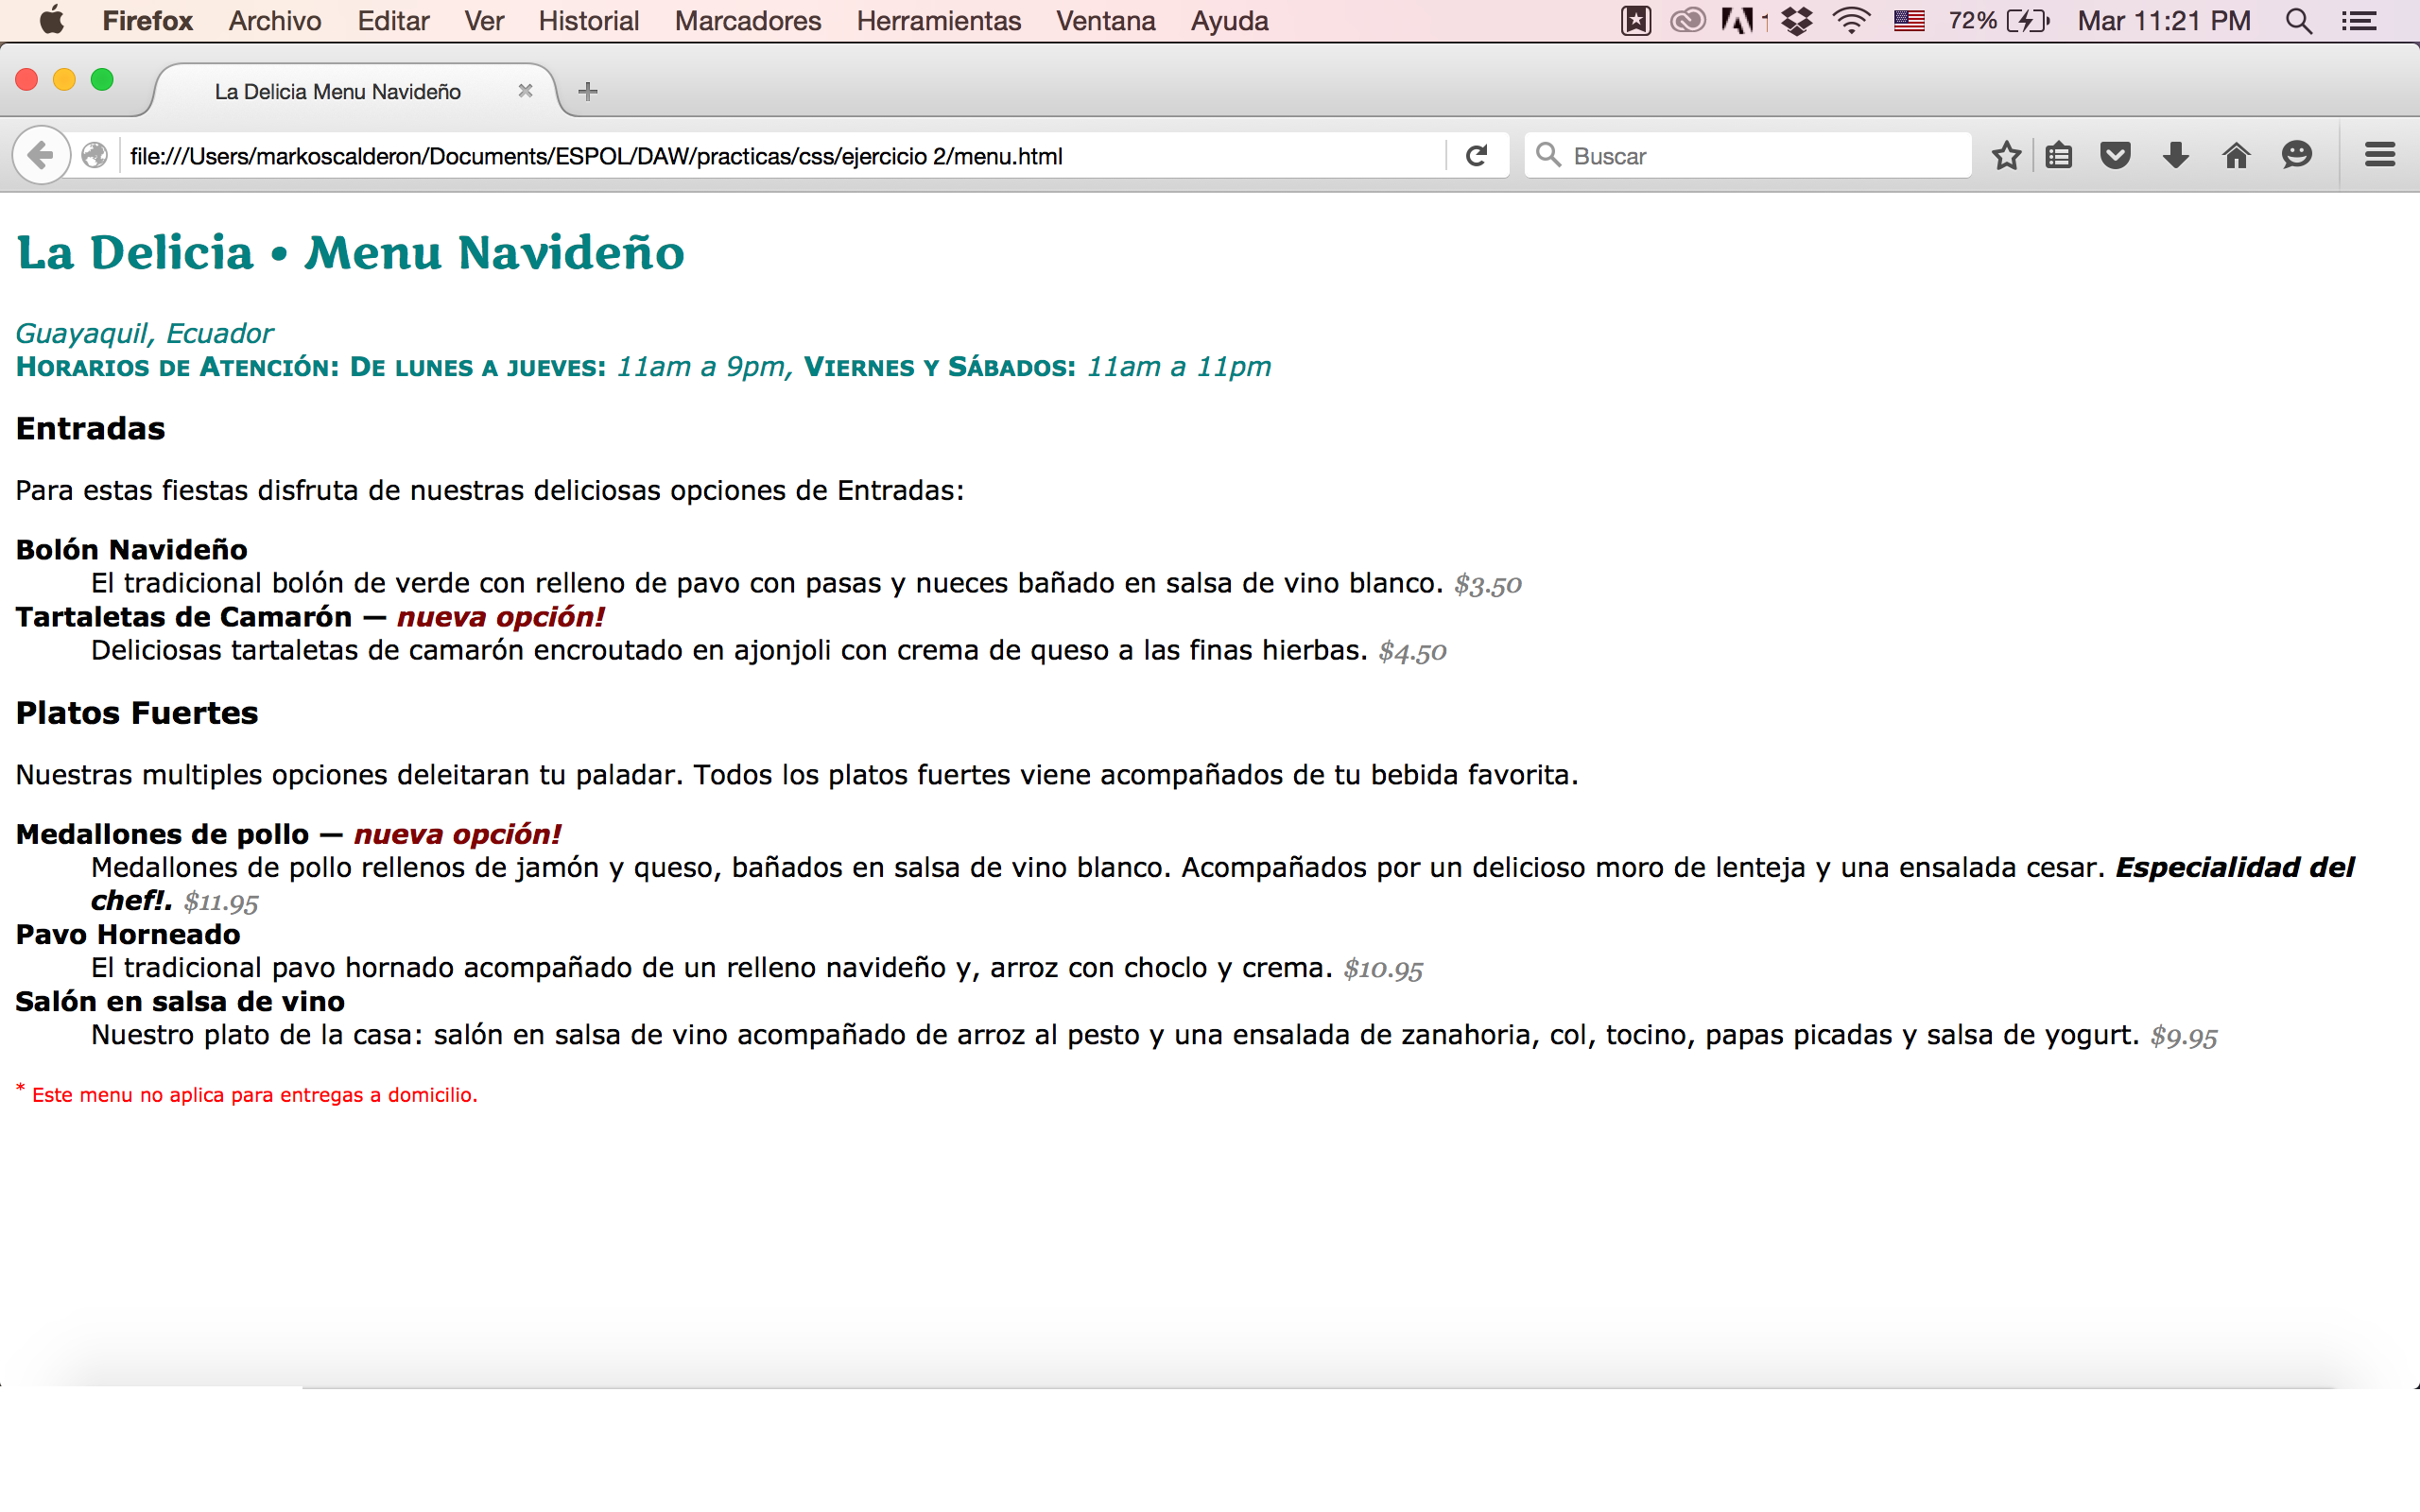 Firefox Archivo Editar Ver Historial Marcadores Herramientas Ventana Ayuda 72% Mar 11:21 PM
La Delicia Menu Navideño
file:///Users/markoscalderon/Documents/ESPOL/DAW/practicas/css/ejercicio 2/menu.html Buscar
La Delicia • Menu Navideño
Guayaquil, Ecuador
Horarios de Atención: De lunes a jueves: 11am a 9pm, Viernes y Sábados: 11am a 11pm
Entradas
Para estas fiestas disfruta de nuestras deliciosas opciones de Entradas:
Bolón Navideño
El tradicional bolón de verde con relleno de pavo con pasas y nueces bañado en salsa de vino blanco. $3.50
Tartaletas de Camarón — nueva opción!
Deliciosas tartaletas de camarón encroutado en ajonjoli con crema de queso a las finas hierbas. $4.50
Platos Fuertes
Nuestras multiples opciones deleitaran tu paladar. Todos los platos fuertes viene acompañados de tu bebida favorita.
Medallones de pollo — nueva opción!
Medallones de pollo rellenos de jamón y queso, bañados en salsa de vino blanco. Acompañados por un delicioso moro de lenteja y una ensalada cesar. Especialidad del
chef!. $11.95
Pavo Horneado
El tradicional pavo hornado acompañado de un relleno navideño y, arroz con choclo y crema. $10.95
Salón en salsa de vino
Nuestro plato de la casa: salón en salsa de vino acompañado de arroz al pesto y una ensalada de zanahoria, col, tocino, papas picadas y salsa de yogurt. $9.95
* Este menu no aplica para entregas a domicilio.